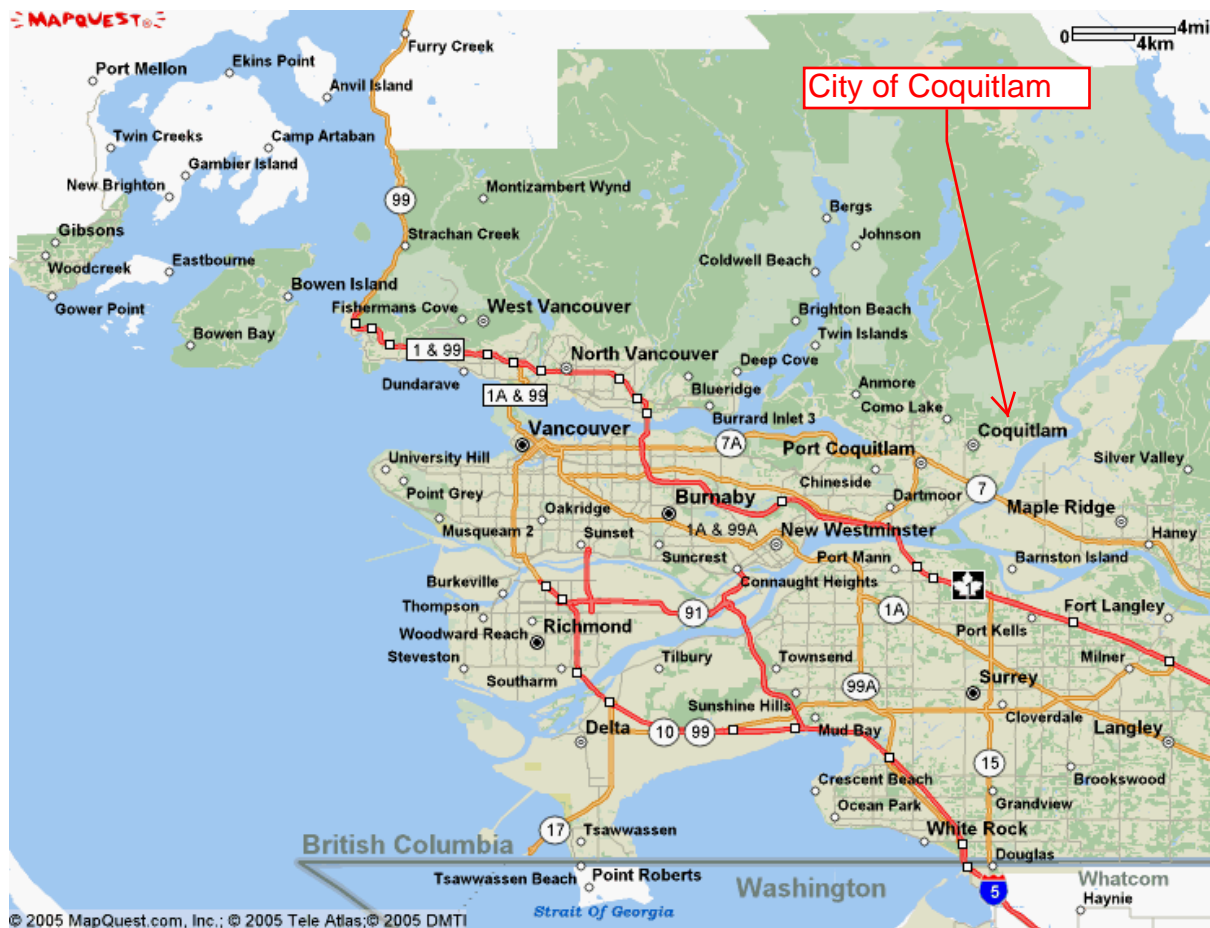 MAPQUEST
0 4mi
4km
Furry Creek
Ekins Point
Port Mellon
Anvil Island
City of Coquitlam
Twin Creeks
Camp Artaban
Gambier Island
New Brighton
Montizambert Wynd
99
Bergs
Gibsons
Strachan Creek
Johnson
Woodcreek
Eastbourne
Coldwell Beach
Bowen Island
Gower Point
Fishermans Cove
West Vancouver
Brighton Beach
Bowen Bay
Twin Islands
1 & 99
North Vancouver
Deep Cove
Dundarave
Blueridge
Anmore
1A & 99
Como Lake
Burrard Inlet 3
Vancouver
Coquitlam
7A
Port Coquitlam
University Hill
Silver Valley
Chineside
7
Point Grey
Burnaby
Dartmoor
Maple Ridge
Oakridge
Musqueam 2
Sunset
1A & 99A
New Westminster
Haney
Suncrest
Port Mann
Barnston Island
Burkeville
Connaught Heights
1
Thompson
91
1A
Fort Langley
Woodward Reach
Richmond
Port Kells
Steveston
Tilbury
Townsend
Milner
Southarm
99A
Surrey
Sunshine Hills
Cloverdale
Delta
10
99
Mud Bay
Langley
15
Crescent Beach
Brookswood
Ocean Park
Grandview
17
Tsawwassen
White Rock
British Columbia
Douglas
Tsawwassen Beach
Point Roberts
Washington
Whatcom
5
Haynie
Strait Of Georgia
© 2005 MapQuest.com, Inc.; © 2005 Tele Atlas;© 2005 DMTI